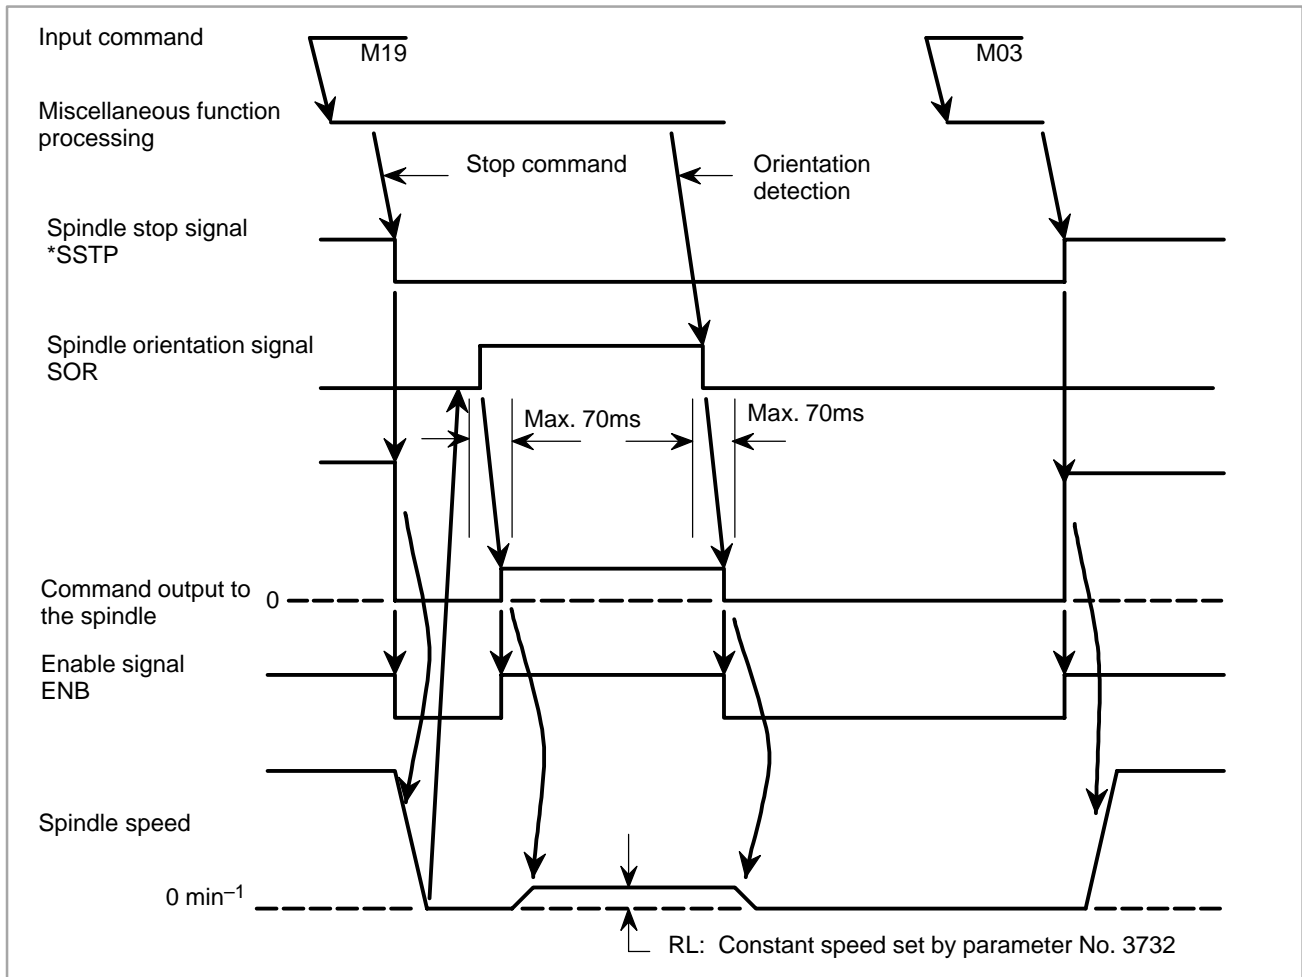 Input command
M19
M03
Miscellaneous function
processing
Stop command
Orientation
detection
Spindle stop signal
*SSTP
Spindle orientation signal
SOR
Max. 70ms
Max. 70ms
Command output to
the spindle
0
Enable signal
ENB
Spindle speed
0 min–1
RL: Constant speed set by parameter No. 3732